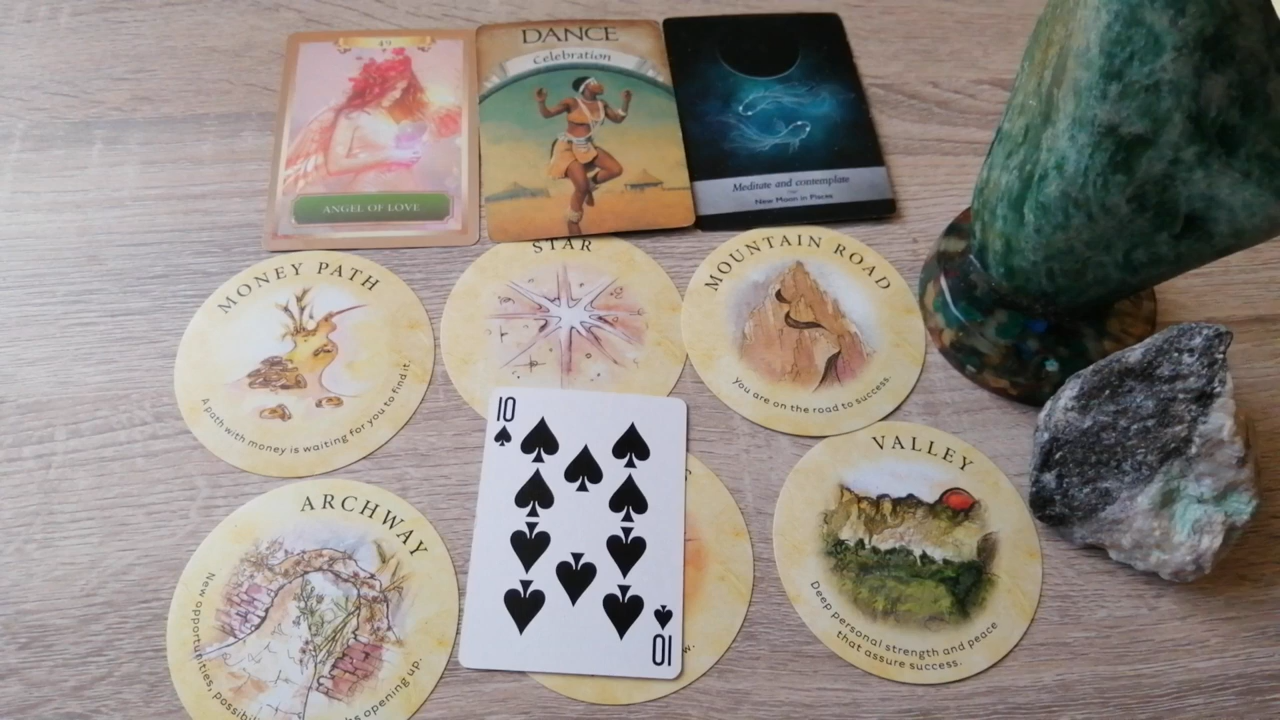 49
ANGEL OF LOVE
DANCE
Celebration
Meditate and contemplate
New Moon in Pisces
MONEY PATH
A path with money is waiting for you to find it.
STAR
MOUNTAIN ROAD
You are on the road to success.
10
10
w.
ARCHWAY
New opportunities,
opening up.
VALLEY
Deep personal strength and peace
that assure success.